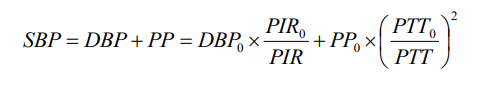 SBP = DBP + PP = DBP₀ × PIR₀/PIR + PP₀ × (PTT₀/PTT)²